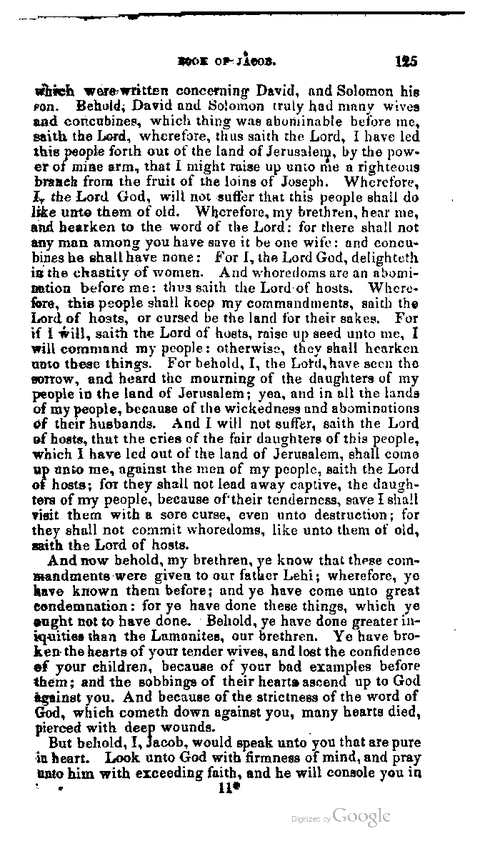 BOOK OF JACOB. 125
which were written concerning David, and Solomon his
son. Behold, David and Solomon truly had many wives
and concubines, which thing was abominable before me,
saith the Lord, wherefore, thus saith the Lord, I have led
this people forth out of the land of Jerusalem, by the pow-
er of mine arm, that I might raise up unto me a righteous
branch from the fruit of the loins of Joseph. Wherefore,
I, the Lord God, will not suffer that this people shall do
like unto them of old. Wherefore, my brethren, hear me,
and hearken to the word of the Lord: for there shall not
any man among you have save it be one wife: and concu-
bines he shall have none: For I, the Lord God, delighteth
in the chastity of women. And whoredoms are an abomi-
nation before me: thus saith the Lord of hosts. Where-
fore, this people shall keep my commandments, saith the
Lord of hosts, or cursed be the land for their sakes. For
if I will, saith the Lord of hosts, raise up seed unto me, I
will command my people: otherwise, they shall hearken
unto these things. For behold, I, the Lord, have seen the
sorrow, and heard the mourning of the daughters of my
people in the land of Jerusalem; yea, and in all the lands
of my people, because of the wickedness and abominations
of their husbands. And I will not suffer, saith the Lord
of hosts, that the cries of the fair daughters of this people,
which I have led out of the land of Jerusalem, shall come
up unto me, against the men of my people, saith the Lord
of hosts; for they shall not lead away captive, the daugh-
ters of my people, because of their tenderness, save I shall
visit them with a sore curse, even unto destruction; for
they shall not commit whoredoms, like unto them of old,
saith the Lord of hosts.
And now behold, my brethren, ye know that these com-
mandments were given to our father Lehi; wherefore, ye
have known them before; and ye have come unto great
condemnation: for ye have done these things, which ye
ought not to have done. Behold, ye have done greater in-
iquities than the Lamanites, our brethren. Ye have bro-
ken the hearts of your tender wives, and lost the confidence
of your children, because of your bad examples before
them; and the sobbings of their hearts ascend up to God
against you. And because of the strictness of the word of
God, which cometh down against you, many hearts died,
pierced with deep wounds.
But behold, I, Jacob, would speak unto you that are pure
in heart. Look unto God with firmness of mind, and pray
unto him with exceeding faith, and he will console you in
11*
Digitized by Google